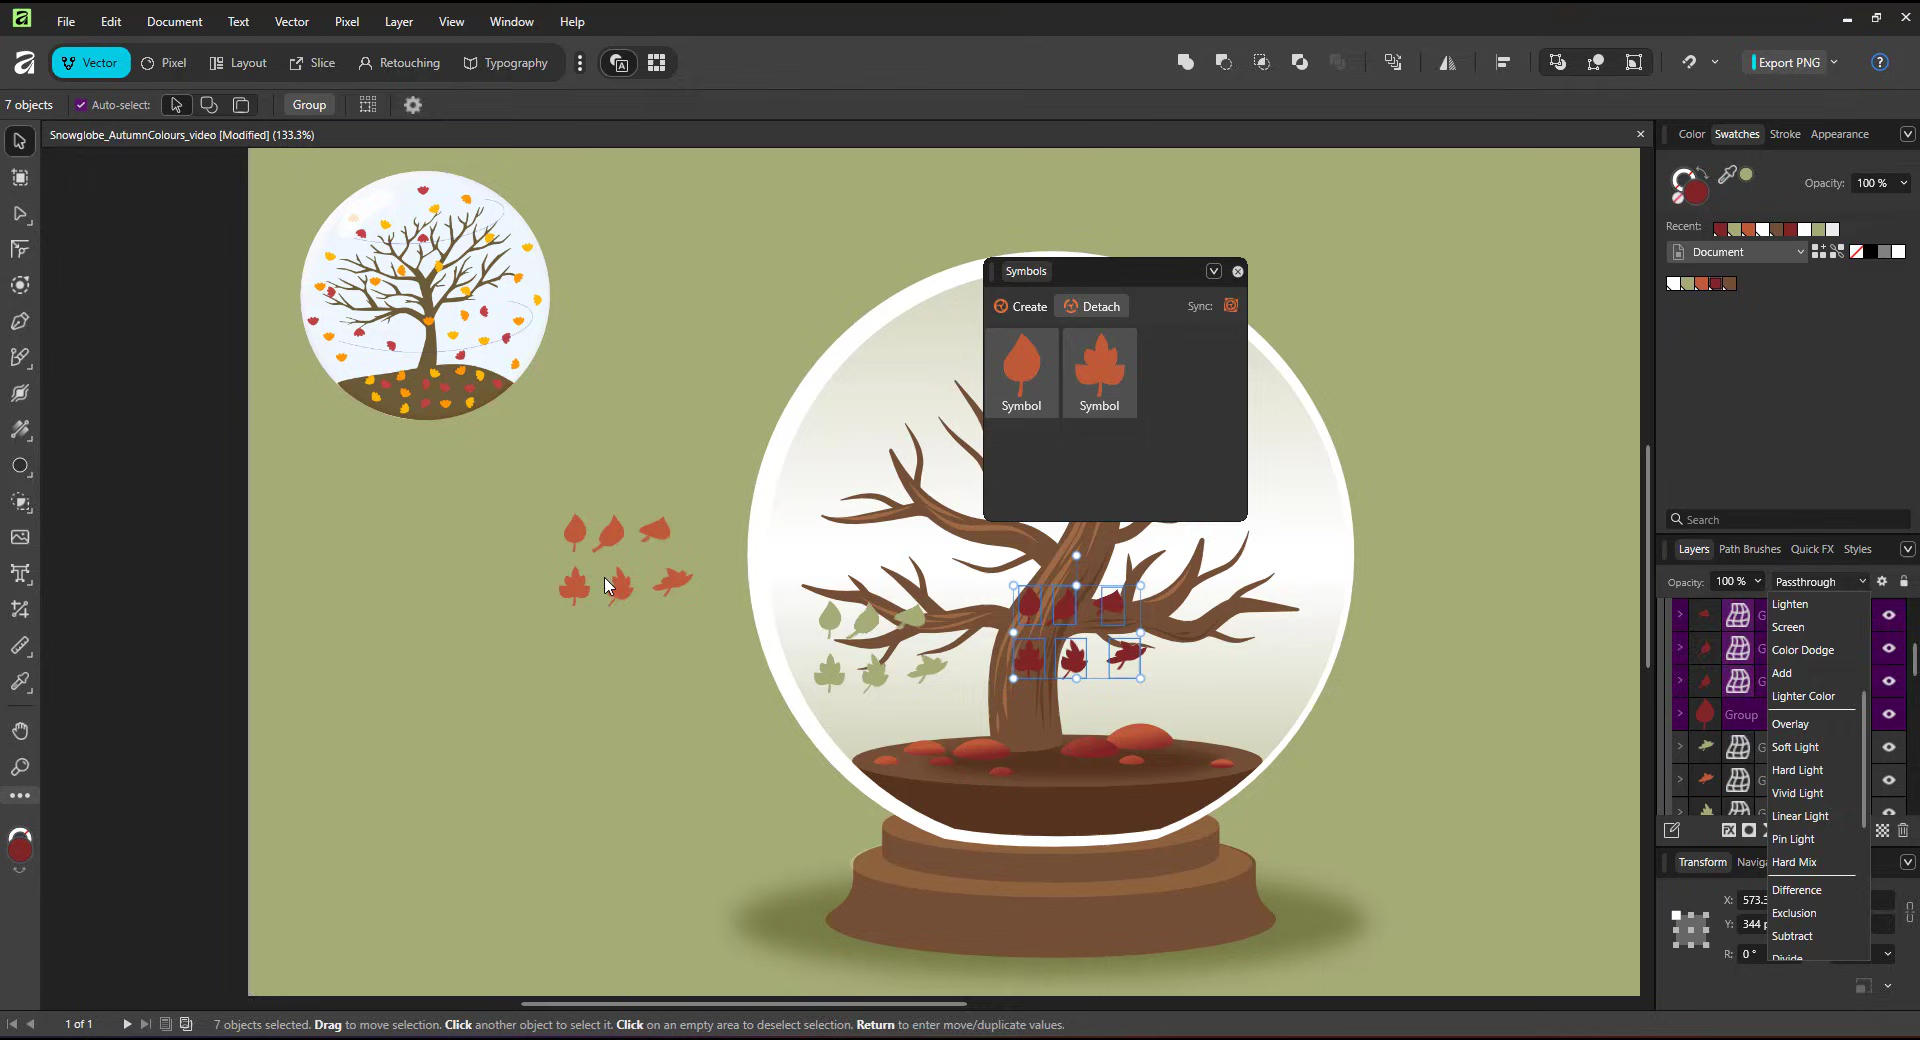 File Edit Document Text Vector Pixel Layer View Window Help
Vector Pixel Layout Slice Retouching Typography Export PNG
7 objects Auto-select: Group
Snowglobe_AutumnColours_video [Modified] (133.3%)
Color Swatches Stroke Appearance
Opacity: 100 %
Recent:
Document
Symbols
Create Detach Sync:
Symbol Symbol
Search
Layers Path Brushes Quick FX Styles
Opacity: 100 % Passthrough
Lighten
Screen
Color Dodge
Add
Lighter Color
Group
Overlay
Soft Light
Hard Light
Vivid Light
Linear Light
Pin Light
Hard Mix
Transform
Difference
X: 573.
Exclusion
Y: 344
Subtract
R: 0 °
Divide
1 of 1 7 objects selected. Drag to move selection. Click another object to select it. Click on an empty area to deselect selection. Return to enter move/duplicate values.